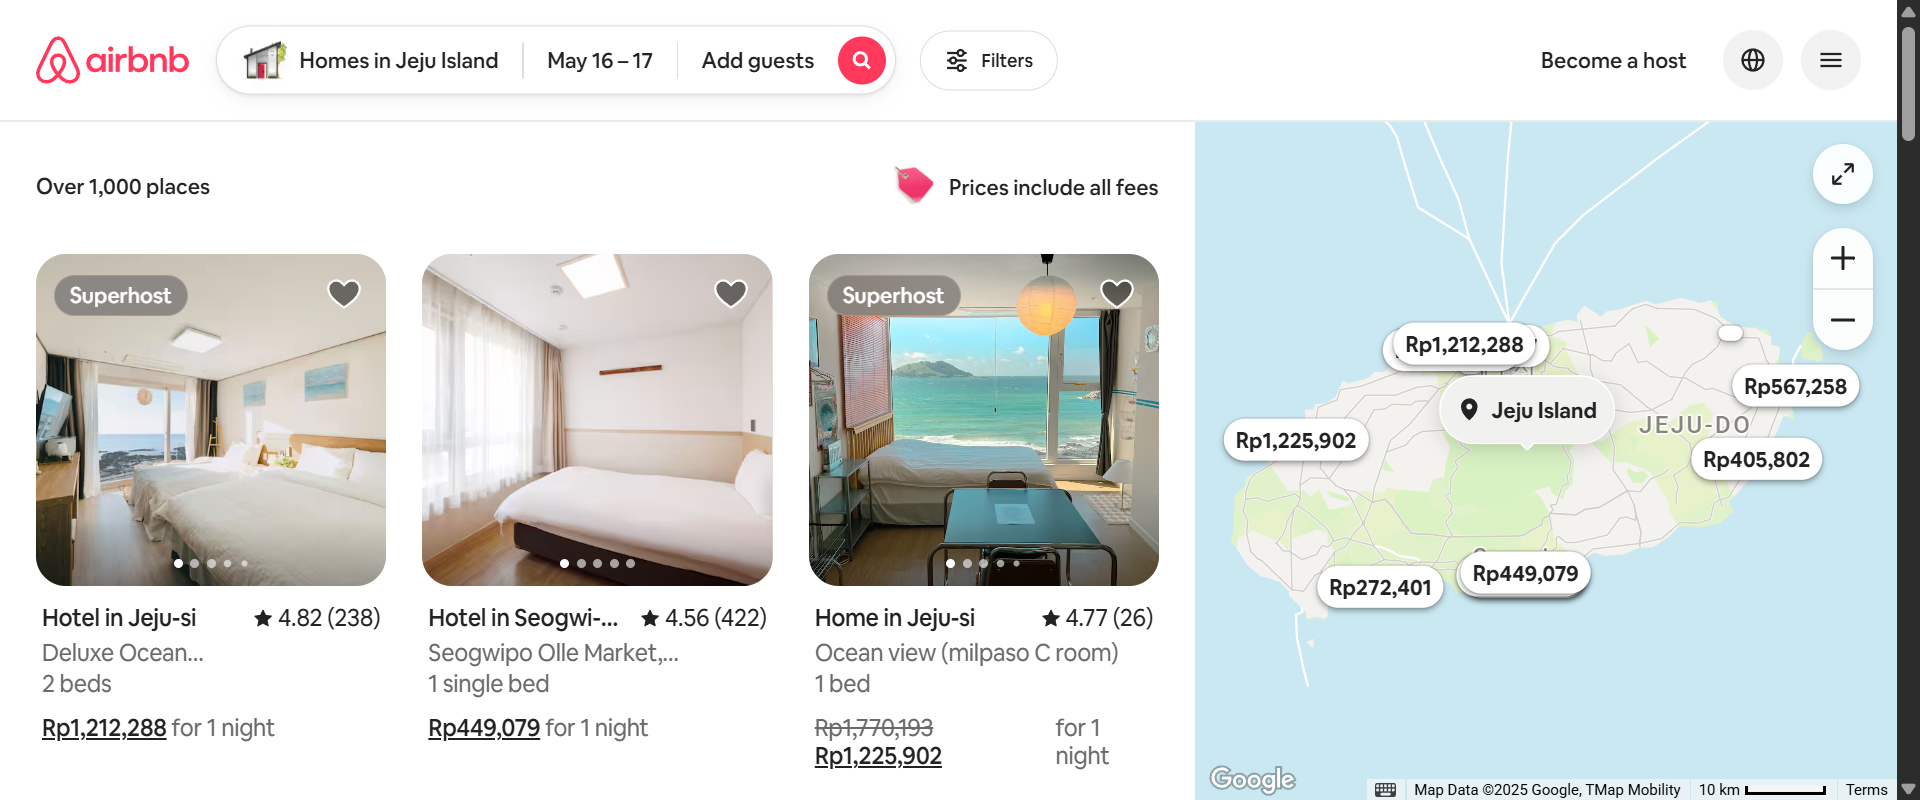 airbnb
Homes in Jeju Island
May 16 – 17
Add guests
Filters
Become a host
Over 1,000 places
Prices include all fees
Superhost
Superhost
Hotel in Jeju-si
4.82 (238)
Deluxe Ocean...
2 beds
Rp1,212,288 for 1 night
Hotel in Seogwi-...
4.56 (422)
Seogwipo Olle Market,...
1 single bed
Rp449,079 for 1 night
Home in Jeju-si
4.77 (26)
Ocean view (milpaso C room)
1 bed
Rp1,770,193
Rp1,225,902
for 1
night
Rp1,212,288
Rp567,258
Jeju Island
JEJU-DO
Rp1,225,902
Rp405,802
Rp449,079
Rp272,401
Google
Map Data ©2025 Google, TMap Mobility
10 km
Terms